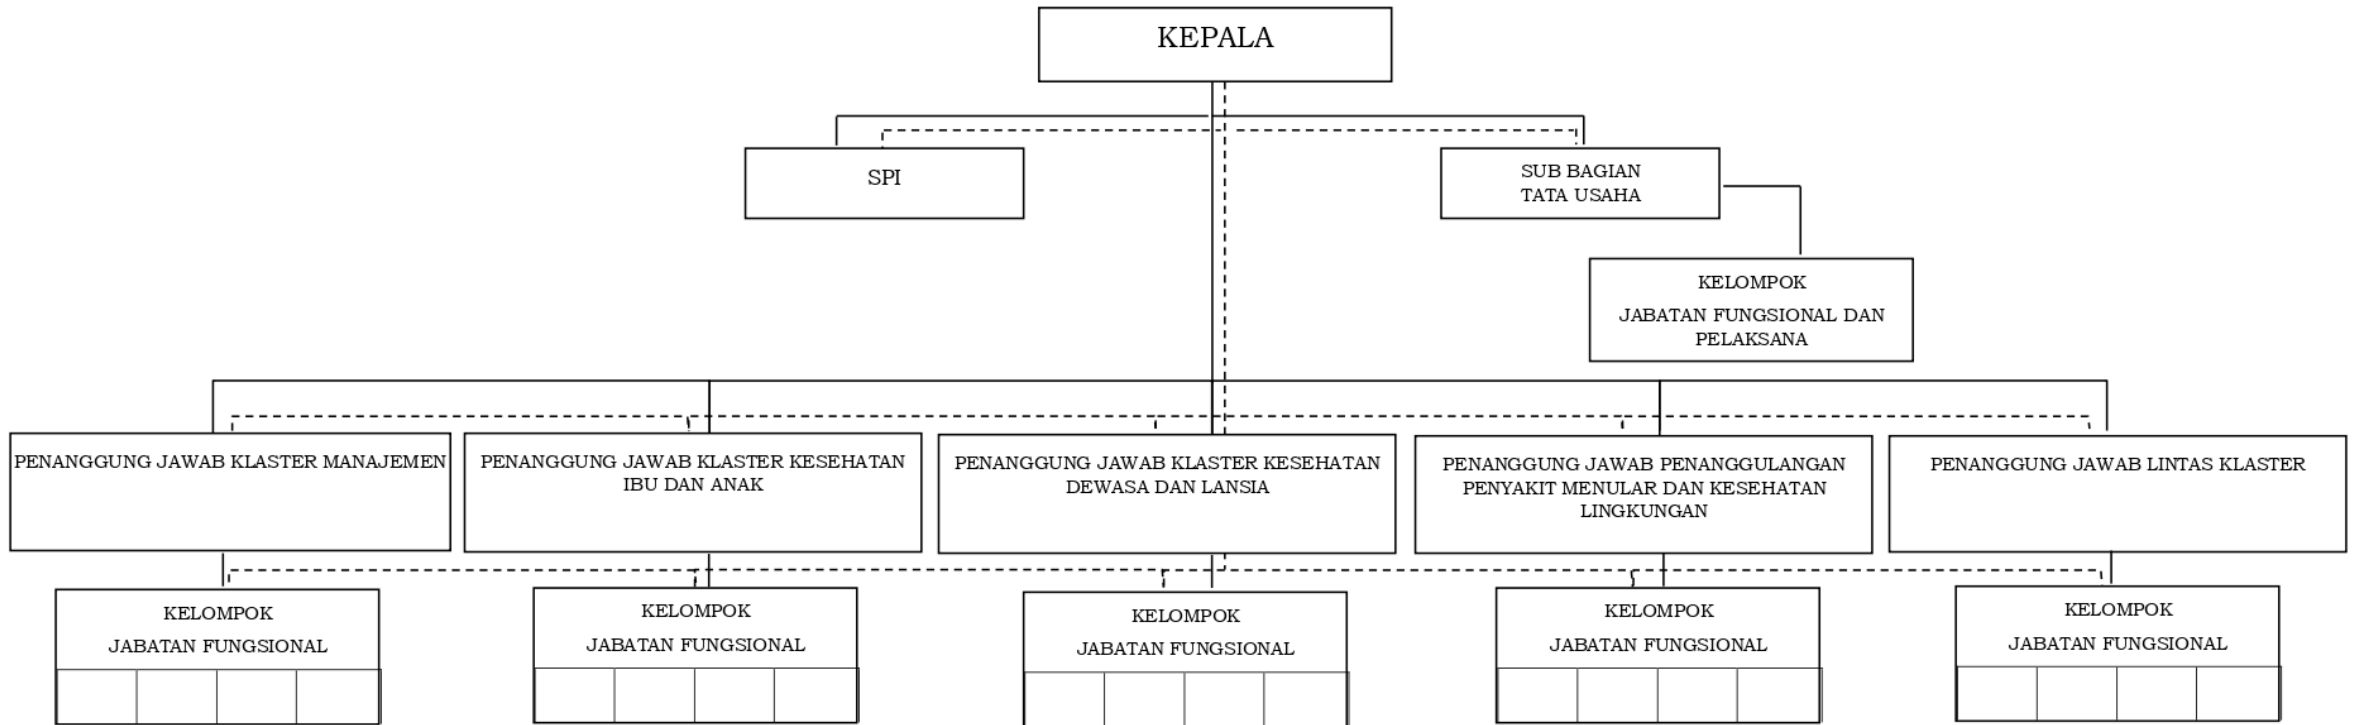 KEPALA
SPI
SUB BAGIAN
TATA USAHA
KELOMPOK
JABATAN FUNGSIONAL DAN
PELAKSANA
PENANGGUNG JAWAB KLASTER MANAJEMEN
PENANGGUNG JAWAB KLASTER KESEHATAN
IBU DAN ANAK
PENANGGUNG JAWAB KLASTER KESEHATAN
DEWASA DAN LANSIA
PENANGGUNG JAWAB PENANGGULANGAN
PENYAKIT MENULAR DAN KESEHATAN
LINGKUNGAN
PENANGGUNG JAWAB LINTAS KLASTER
KELOMPOK
JABATAN FUNGSIONAL
KELOMPOK
JABATAN FUNGSIONAL
KELOMPOK
JABATAN FUNGSIONAL
KELOMPOK
JABATAN FUNGSIONAL
KELOMPOK
JABATAN FUNGSIONAL